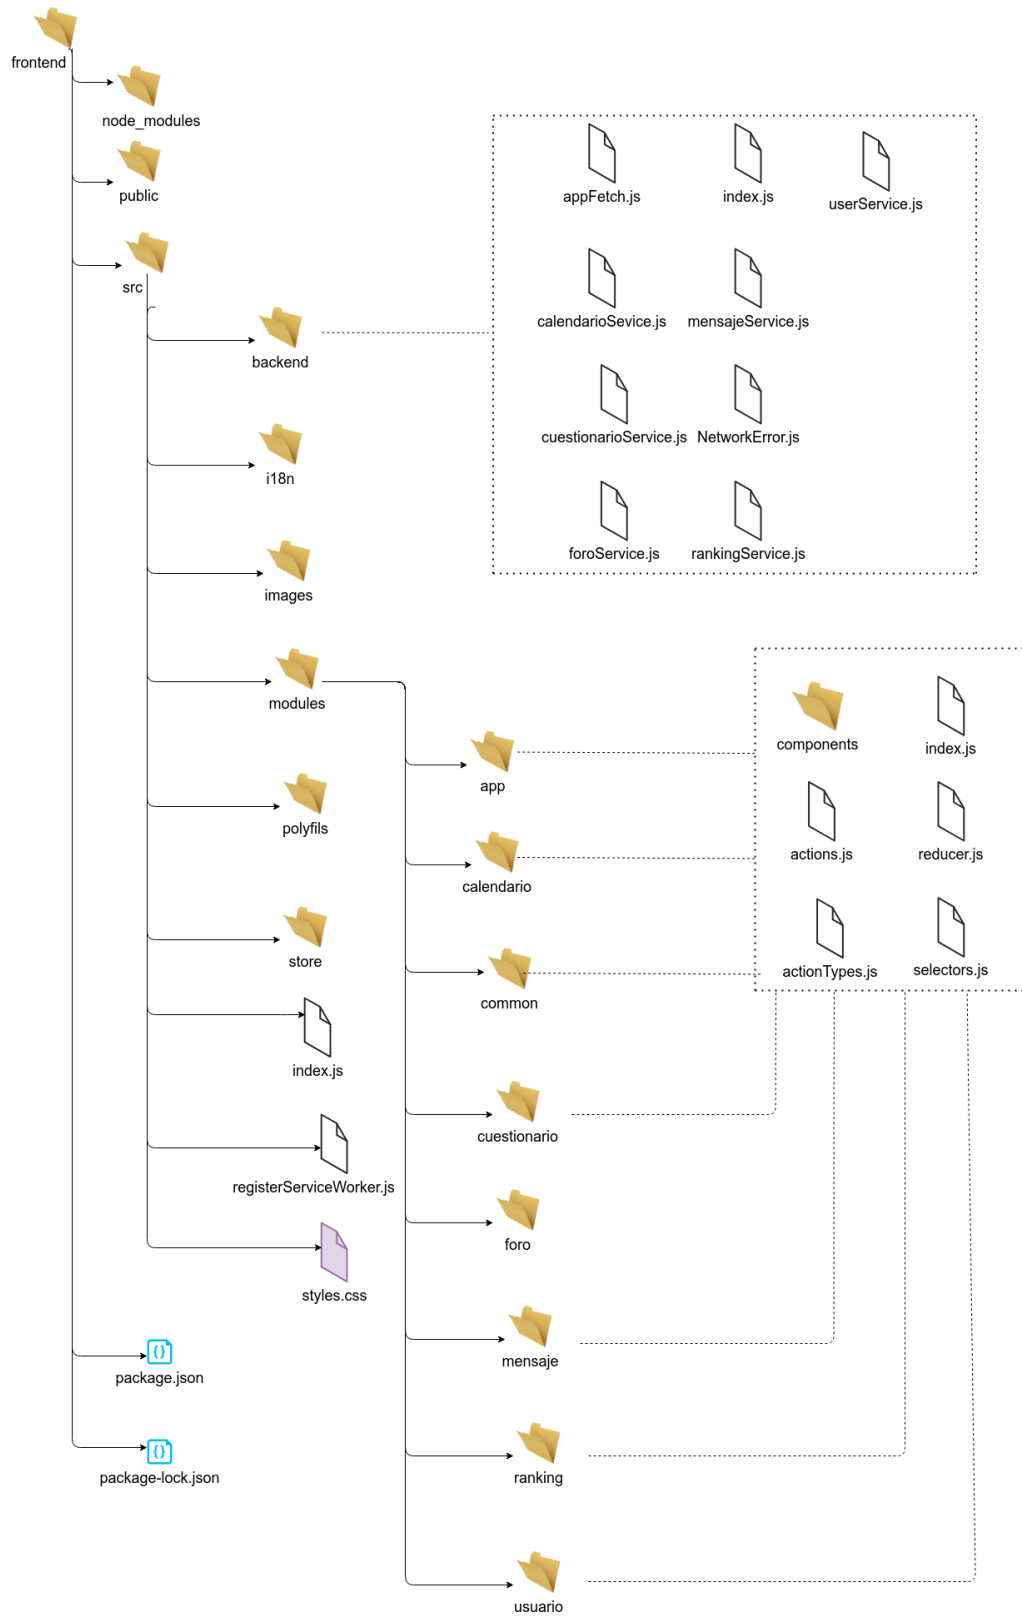 frontend
node_modules
public
src
backend
appFetch.js
index.js
userService.js
calendarioSevice.js
mensajeService.js
cuestionarioService.js
NetworkError.js
foroService.js
rankingService.js
i18n
images
modules
polyfils
store
index.js
registerServiceWorker.js
styles.css
app
calendario
common
cuestionario
foro
mensaje
ranking
usuario
components
index.js
actions.js
reducer.js
actionTypes.js
selectors.js
{}
package.json
{}
package-lock.json